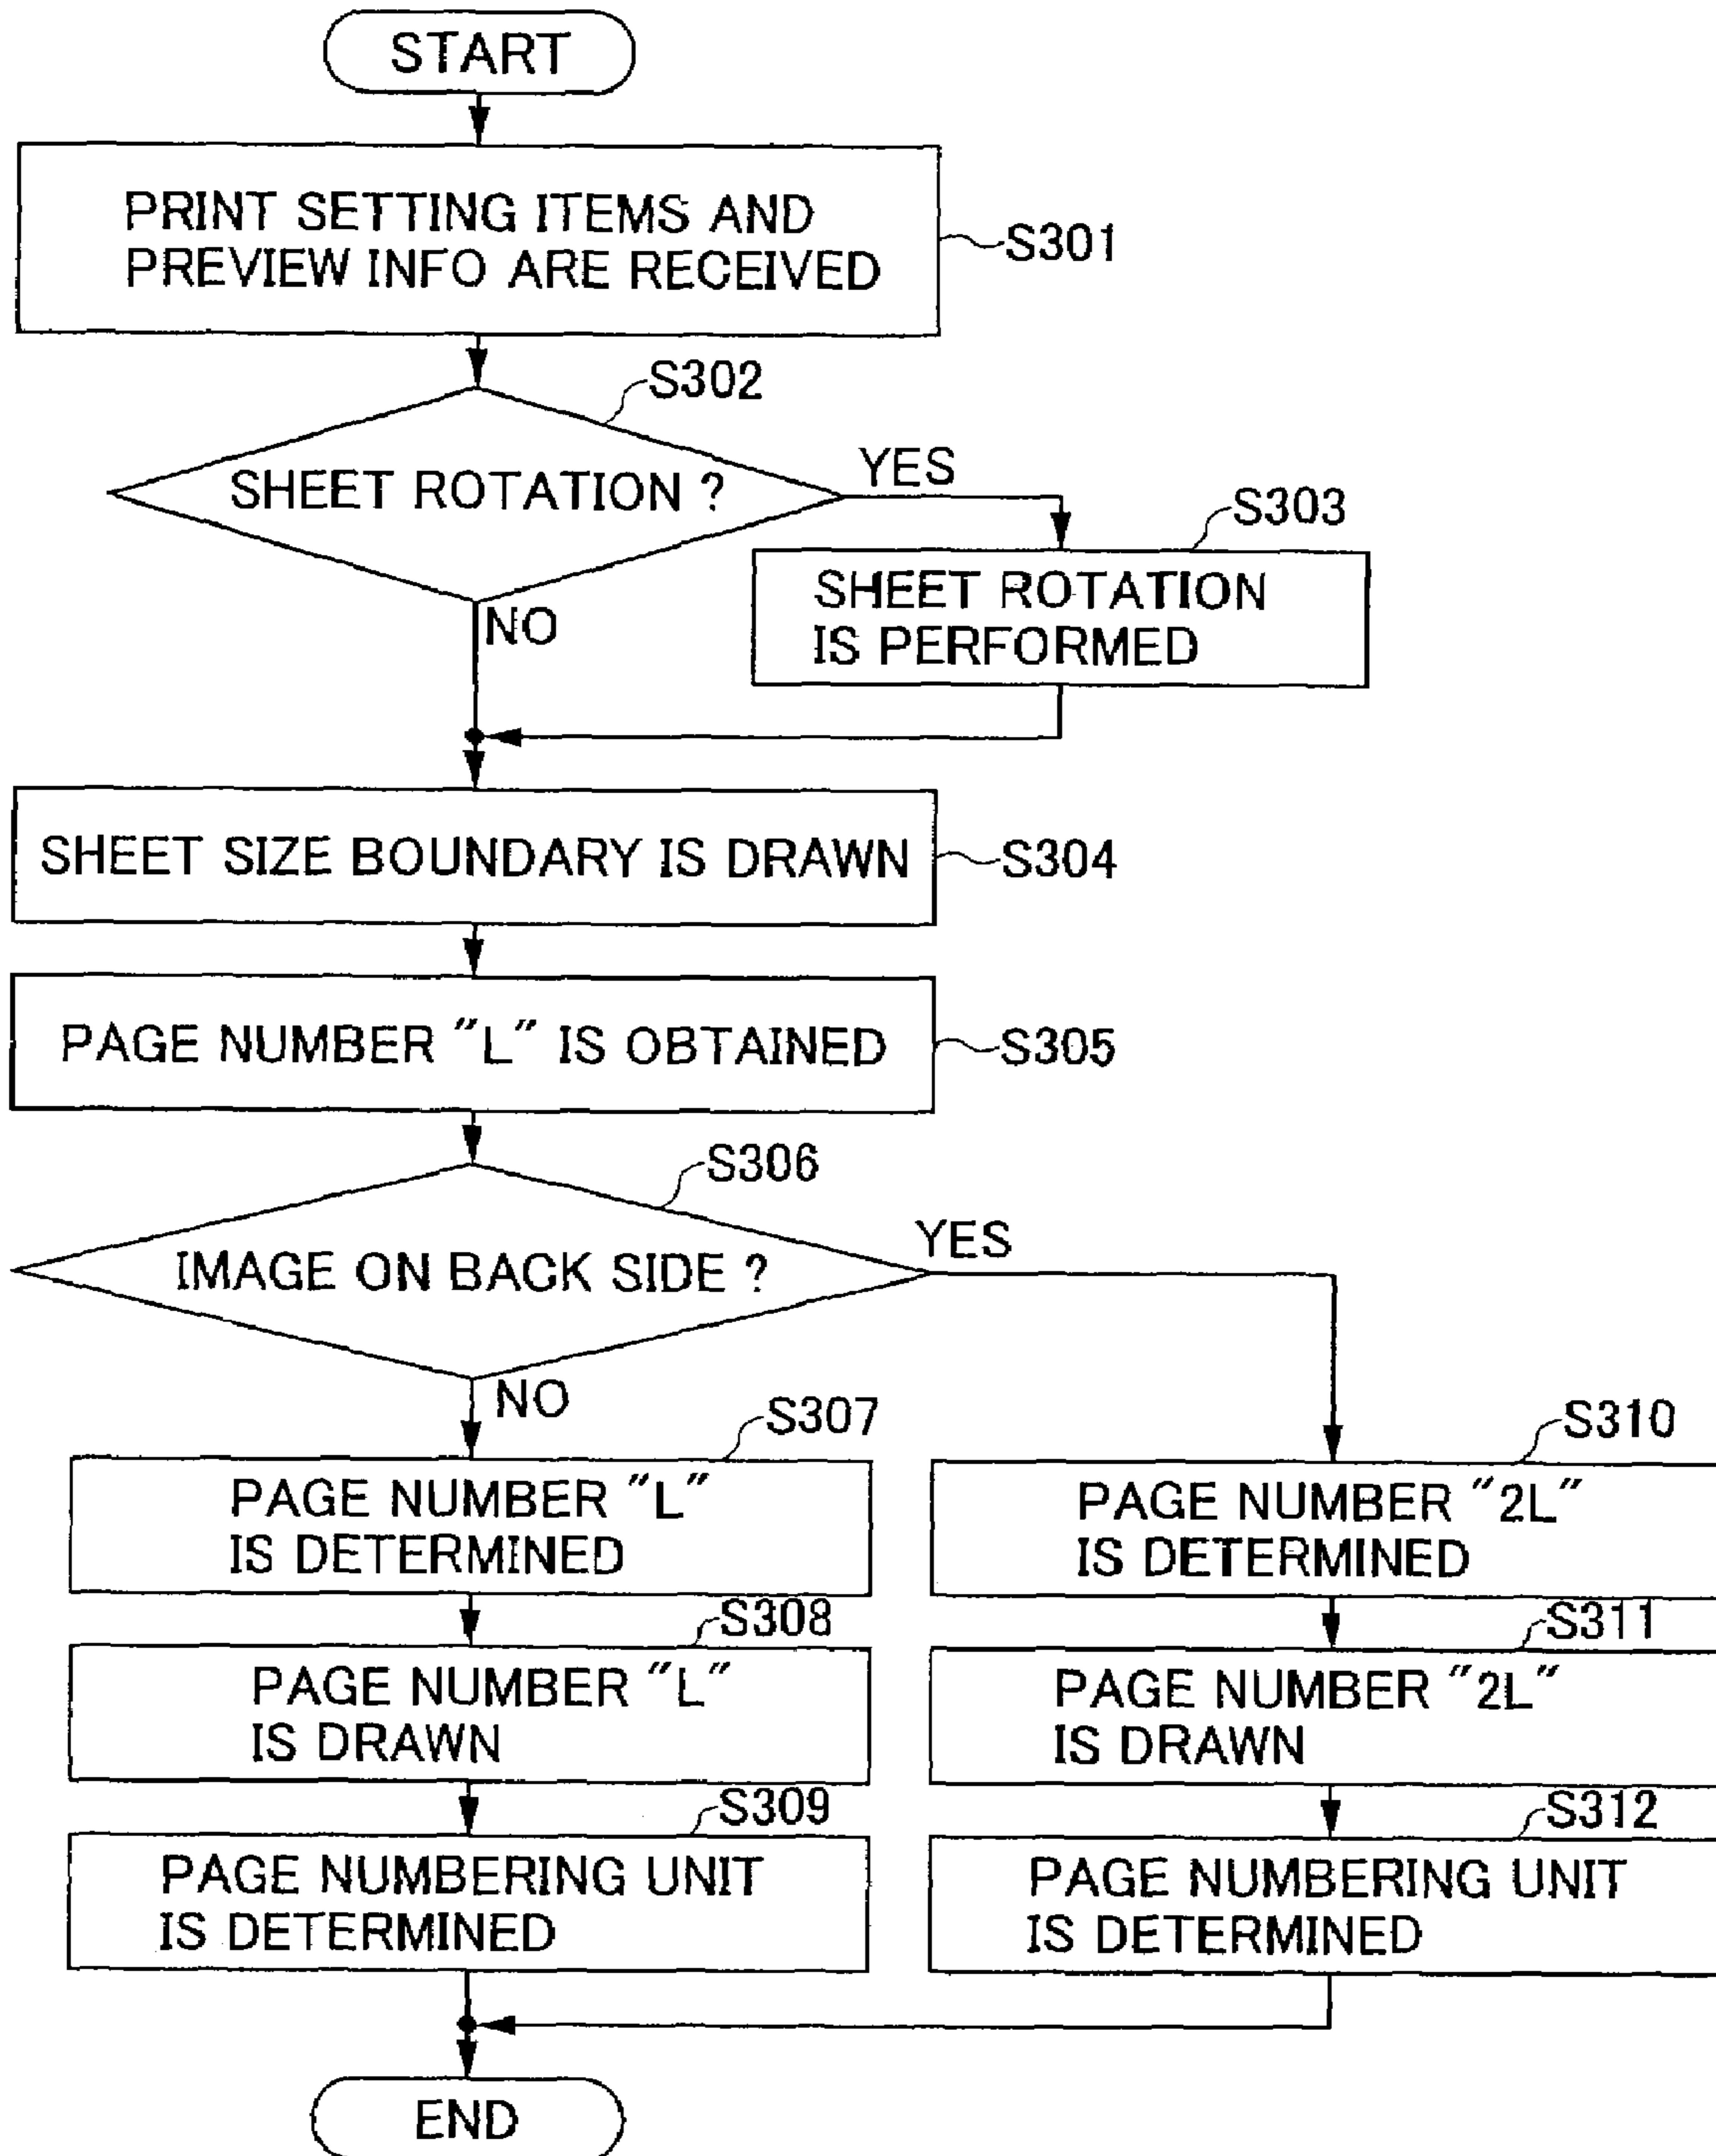 START
PRINT SETTING ITEMS AND
PREVIEW INFO ARE RECEIVED
S301
S302
SHEET ROTATION ?
YES
S303
SHEET ROTATION
IS PERFORMED
NO
SHEET SIZE BOUNDARY IS DRAWN
S304
PAGE NUMBER "L" IS OBTAINED
S305
S306
IMAGE ON BACK SIDE ?
YES
NO
S307
PAGE NUMBER "L"
IS DETERMINED
S310
PAGE NUMBER "2L"
IS DETERMINED
S308
PAGE NUMBER "L"
IS DRAWN
S311
PAGE NUMBER "2L"
IS DRAWN
S309
PAGE NUMBERING UNIT
IS DETERMINED
S312
PAGE NUMBERING UNIT
IS DETERMINED
END